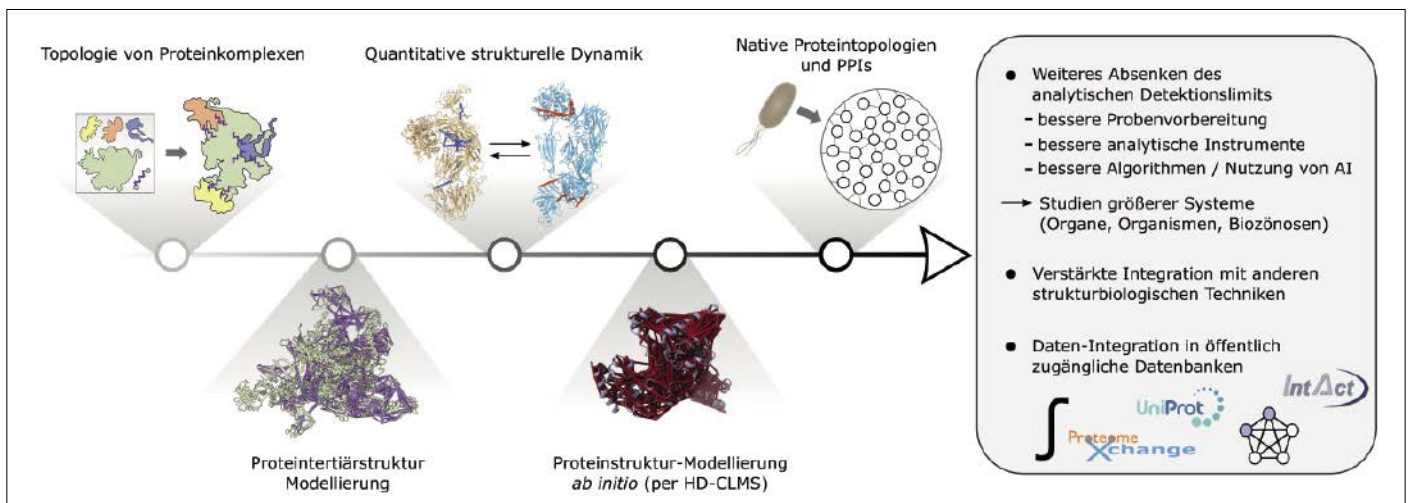 Topologie von Proteinkomplexen
Quantitative strukturelle Dynamik
Native Proteintopologien
und PPIs
Proteintertiärstruktur
Modellierung
Proteinstruktur-Modellierung
ab initio (per HD-CLMS)
● Weiteres Absenken des
analytischen Detektionslimits
- bessere Probenvorbereitung
- bessere analytische Instrumente
- bessere Algorithmen / Nutzung von AI
→ Studien größerer Systeme
(Organe, Organismen, Biozönosen)
● Verstärkte Integration mit anderen
strukturbiologischen Techniken
● Daten-Integration in öffentlich
zugängliche Datenbanken
IntAct
UniProt
Proteome
Xchange